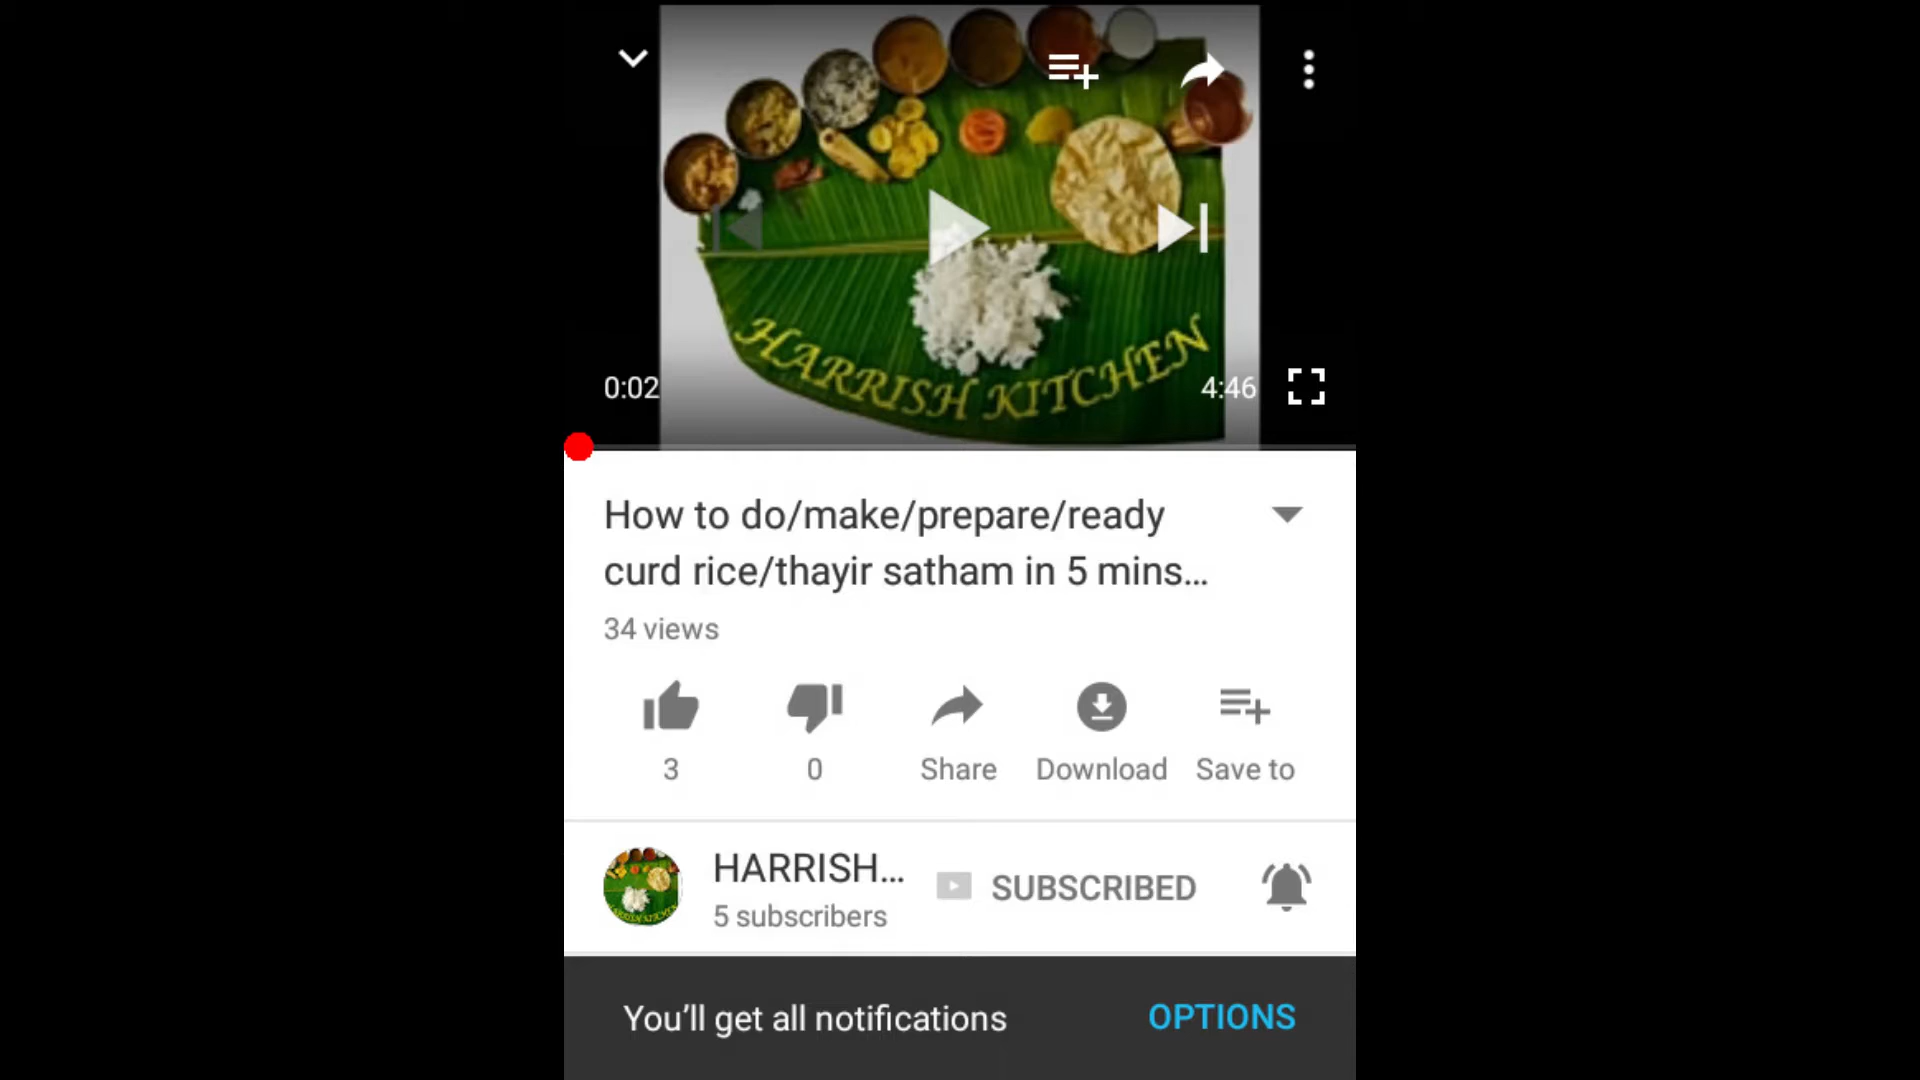 HARRISH KITCHEN
0:02
4:46
How to do/make/prepare/ready
curd rice/thayir satham in 5 mins...
34 views
3
0
Share
Download
Save to
HARRISH...
SUBSCRIBED
5 subscribers
You’ll get all notifications
OPTIONS